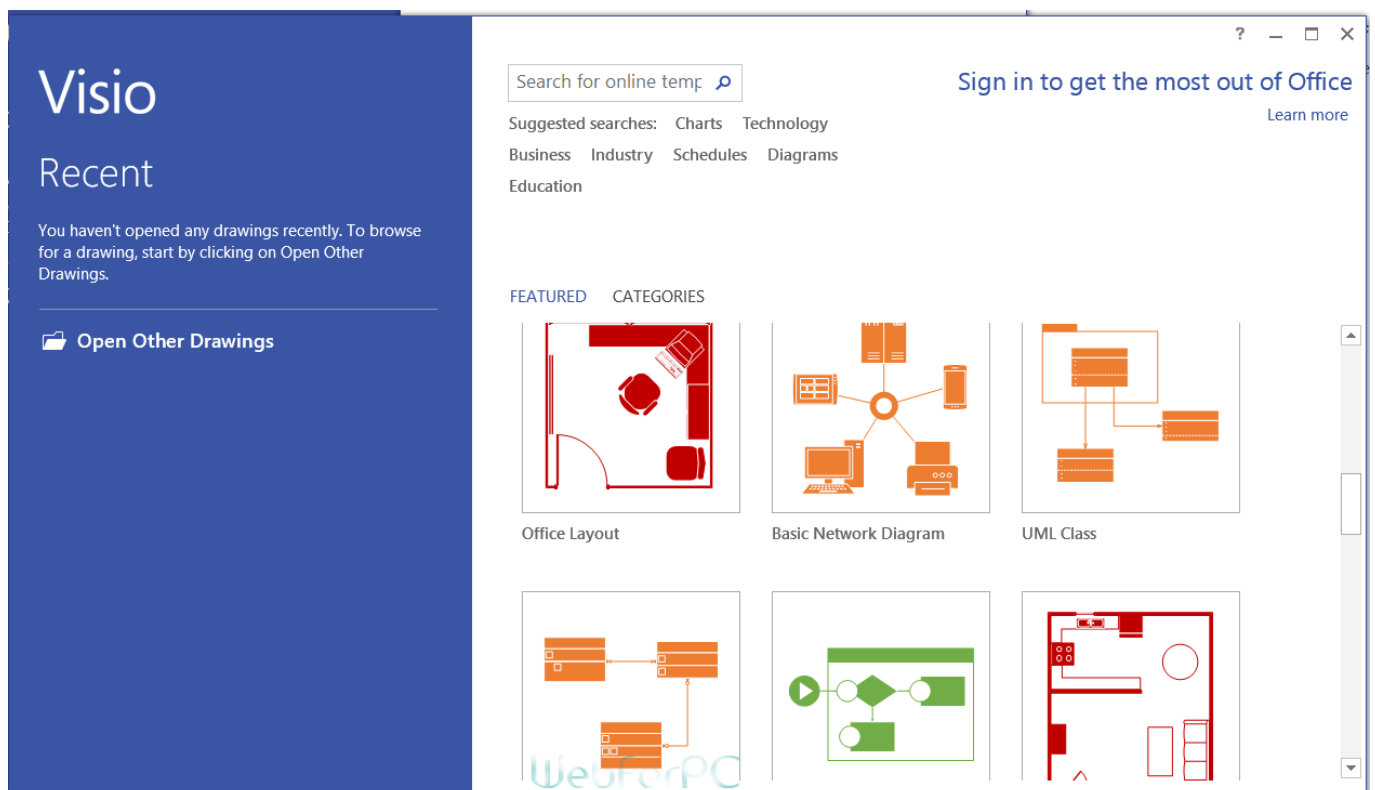 ?
Visio
Search for online temp
Sign in to get the most out of Office
Learn more
Suggested searches: Charts Technology
Business Industry Schedules Diagrams
Education
Recent
You haven't opened any drawings recently. To browse
for a drawing, start by clicking on Open Other
Drawings.
Open Other Drawings
FEATURED CATEGORIES
Office Layout
Basic Network Diagram
UML Class
WebForPC